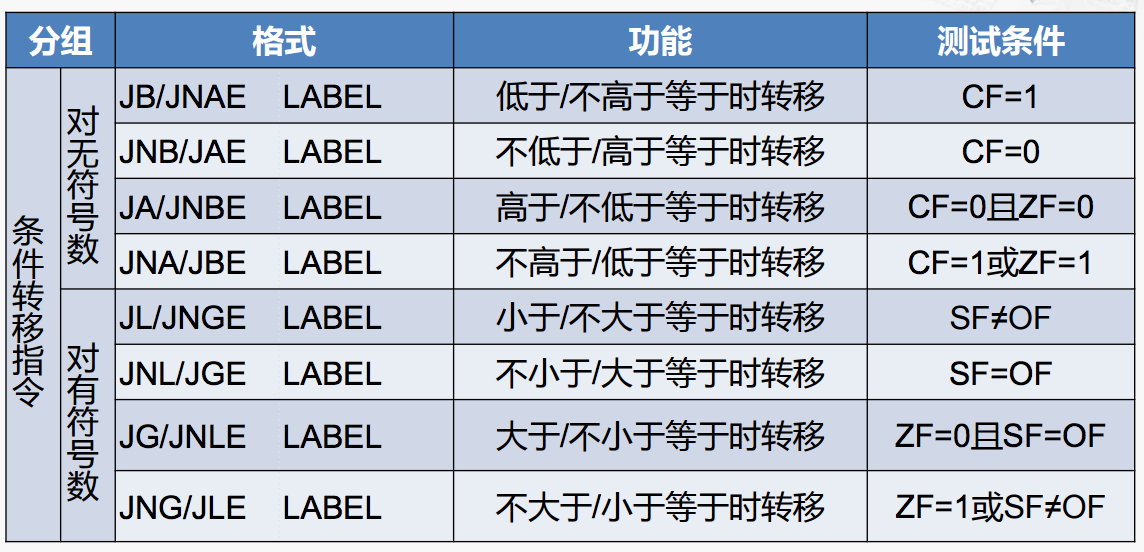 分组 格式 功能 测试条件
条件转移指令
对无符号数
JB/JNAE LABEL 低于/不高于等于时转移 CF=1
JNB/JAE LABEL 不低于/高于等于时转移 CF=0
JA/JNBE LABEL 高于/不低于等于时转移 CF=0且ZF=0
JNA/JBE LABEL 不高于/低于等于时转移 CF=1或ZF=1
对有符号数
JL/JNGE LABEL 小于/不大于等于时转移 SF≠OF
JNL/JGE LABEL 不小于/大于等于时转移 SF=OF
JG/JNLE LABEL 大于/不小于等于时转移 ZF=0且SF=OF
JNG/JLE LABEL 不大于/小于等于时转移 ZF=1或SF≠OF